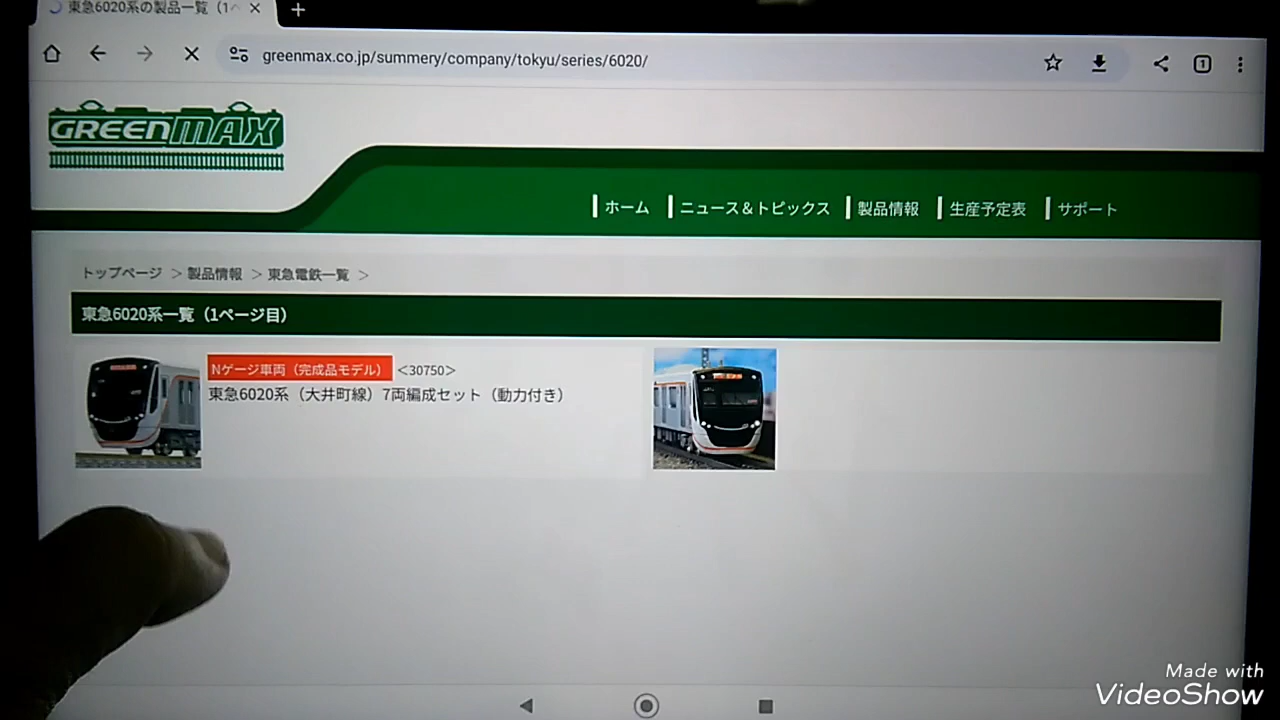 東急6020系の製品一覧（1ペ
greenmax.co.jp/summery/company/tokyu/series/6020/
1
GREENMAX
ホーム
ニュース＆トピックス
製品情報
生産予定表
サポート
トップページ ＞製品情報 ＞東急電鉄一覧 ＞
東急6020系一覧（1ページ目）
Nゲージ車両（完成品モデル） ＜30750＞
東急6020系（大井町線）7両編成セット（動力付き）
Made with
VideoShow